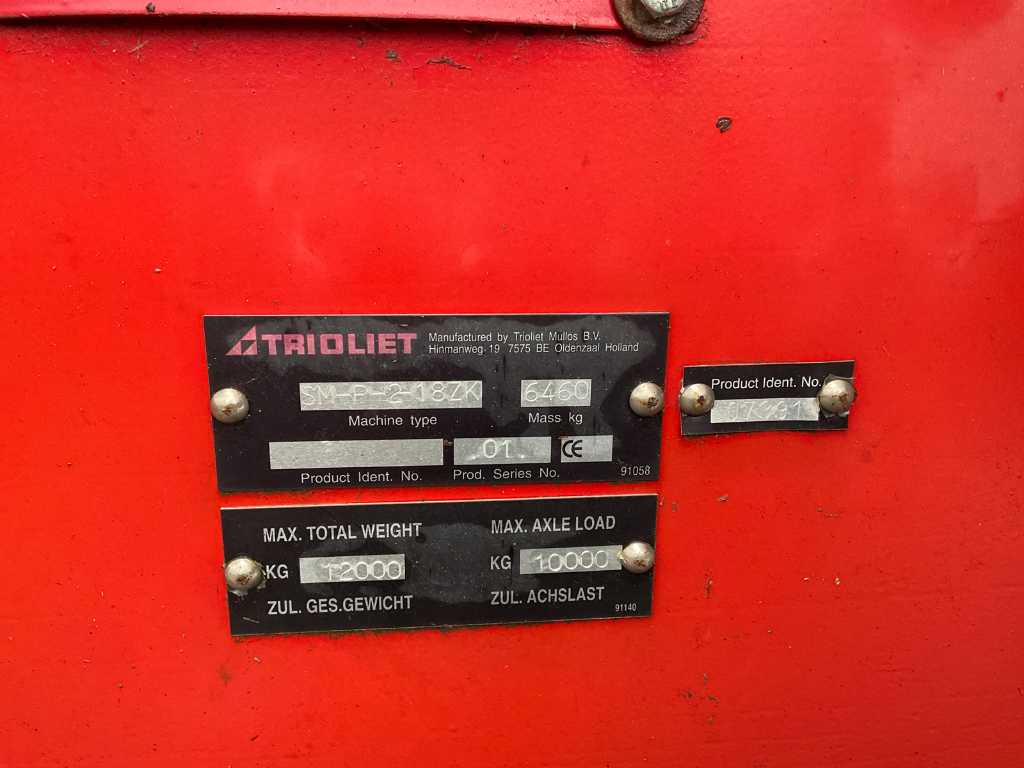 TRIOLIET
Manufactured by Trioliet Mullos B.V.
Hinmanweg 19 7575 BE Oldenzaal Holland
SM-P-2-18ZK 6460
Machine type Mass kg
01 CE
Product Ident. No. Prod. Series No. 91058
Product Ident. No.
MAX. TOTAL WEIGHT MAX. AXLE LOAD
KG 12000 KG 10000
ZUL. GES.GEWICHT ZUL. ACHSLAST
91140